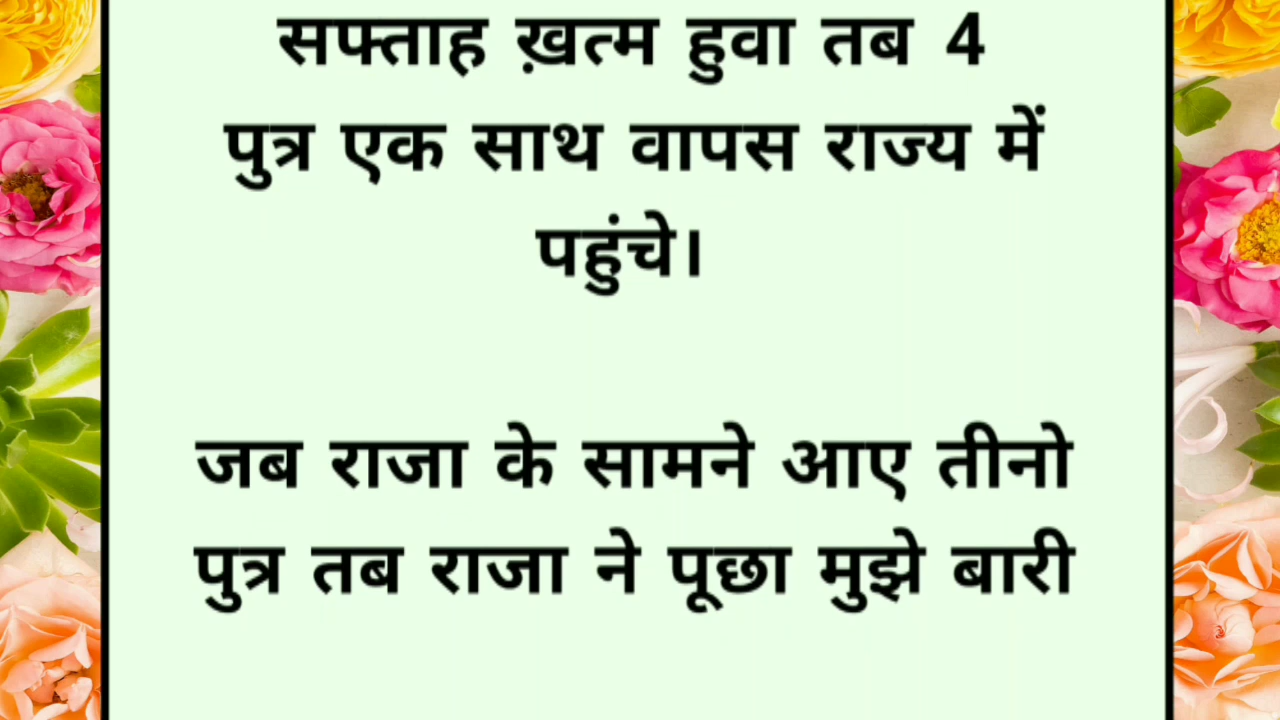 सफ्ताह ख़त्म हुवा तब 4
पुत्र एक साथ वापस राज्य में
पहुंचे।
जब राजा के सामने आए तीनो
पुत्र तब राजा ने पूछा मुझे बारी